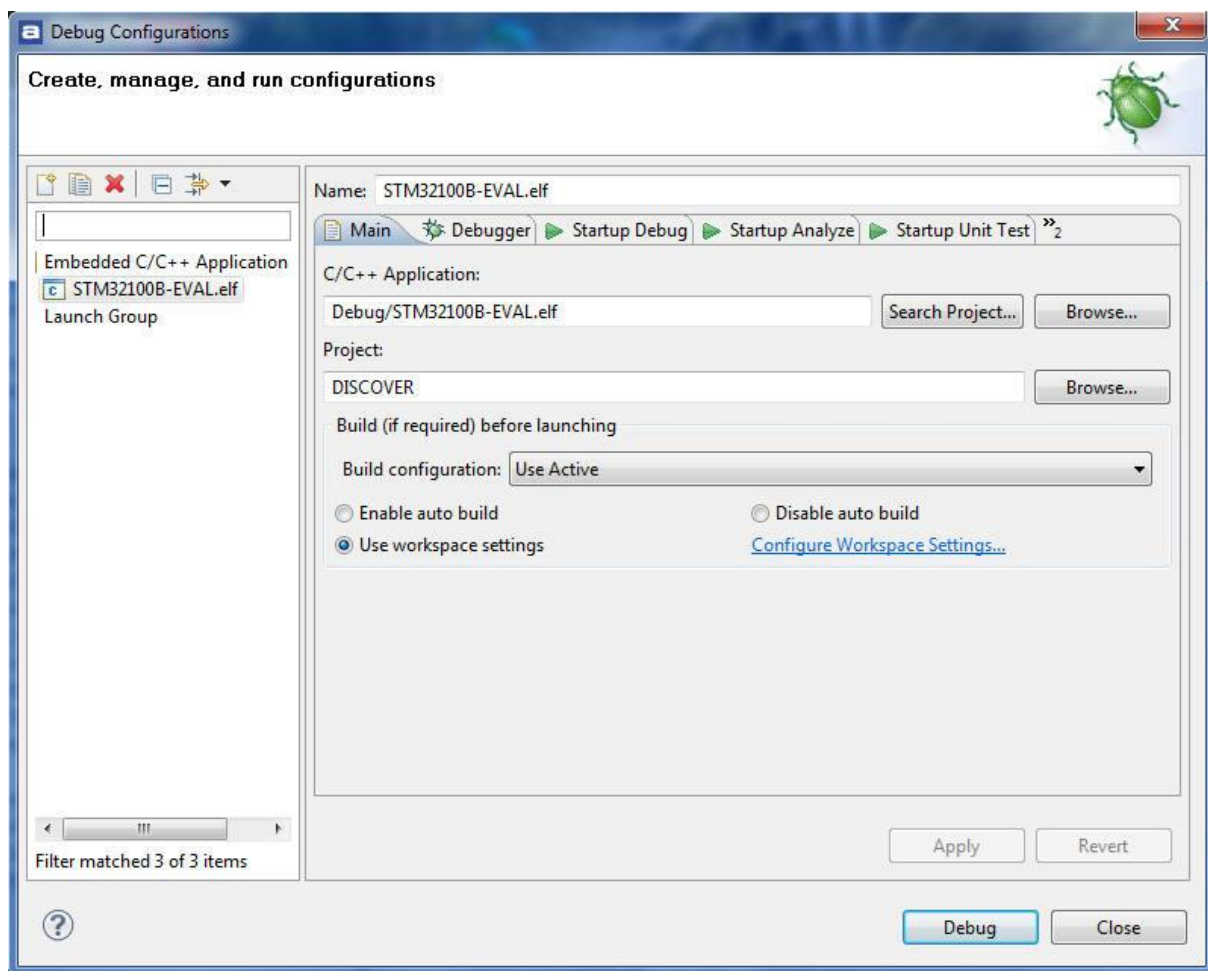 Debug Configurations
Create, manage, and run configurations
Name: STM32100B-EVAL.elf
Main Debugger Startup Debug Startup Analyze Startup Unit Test »2
Embedded C/C++ Application
STM32100B-EVAL.elf
Launch Group
C/C++ Application:
Debug/STM32100B-EVAL.elf Search Project... Browse...
Project:
DISCOVER Browse...
Build (if required) before launching
Build configuration: Use Active
Enable auto build Disable auto build
Use workspace settings Configure Workspace Settings...
Filter matched 3 of 3 items
Apply Revert
Debug Close